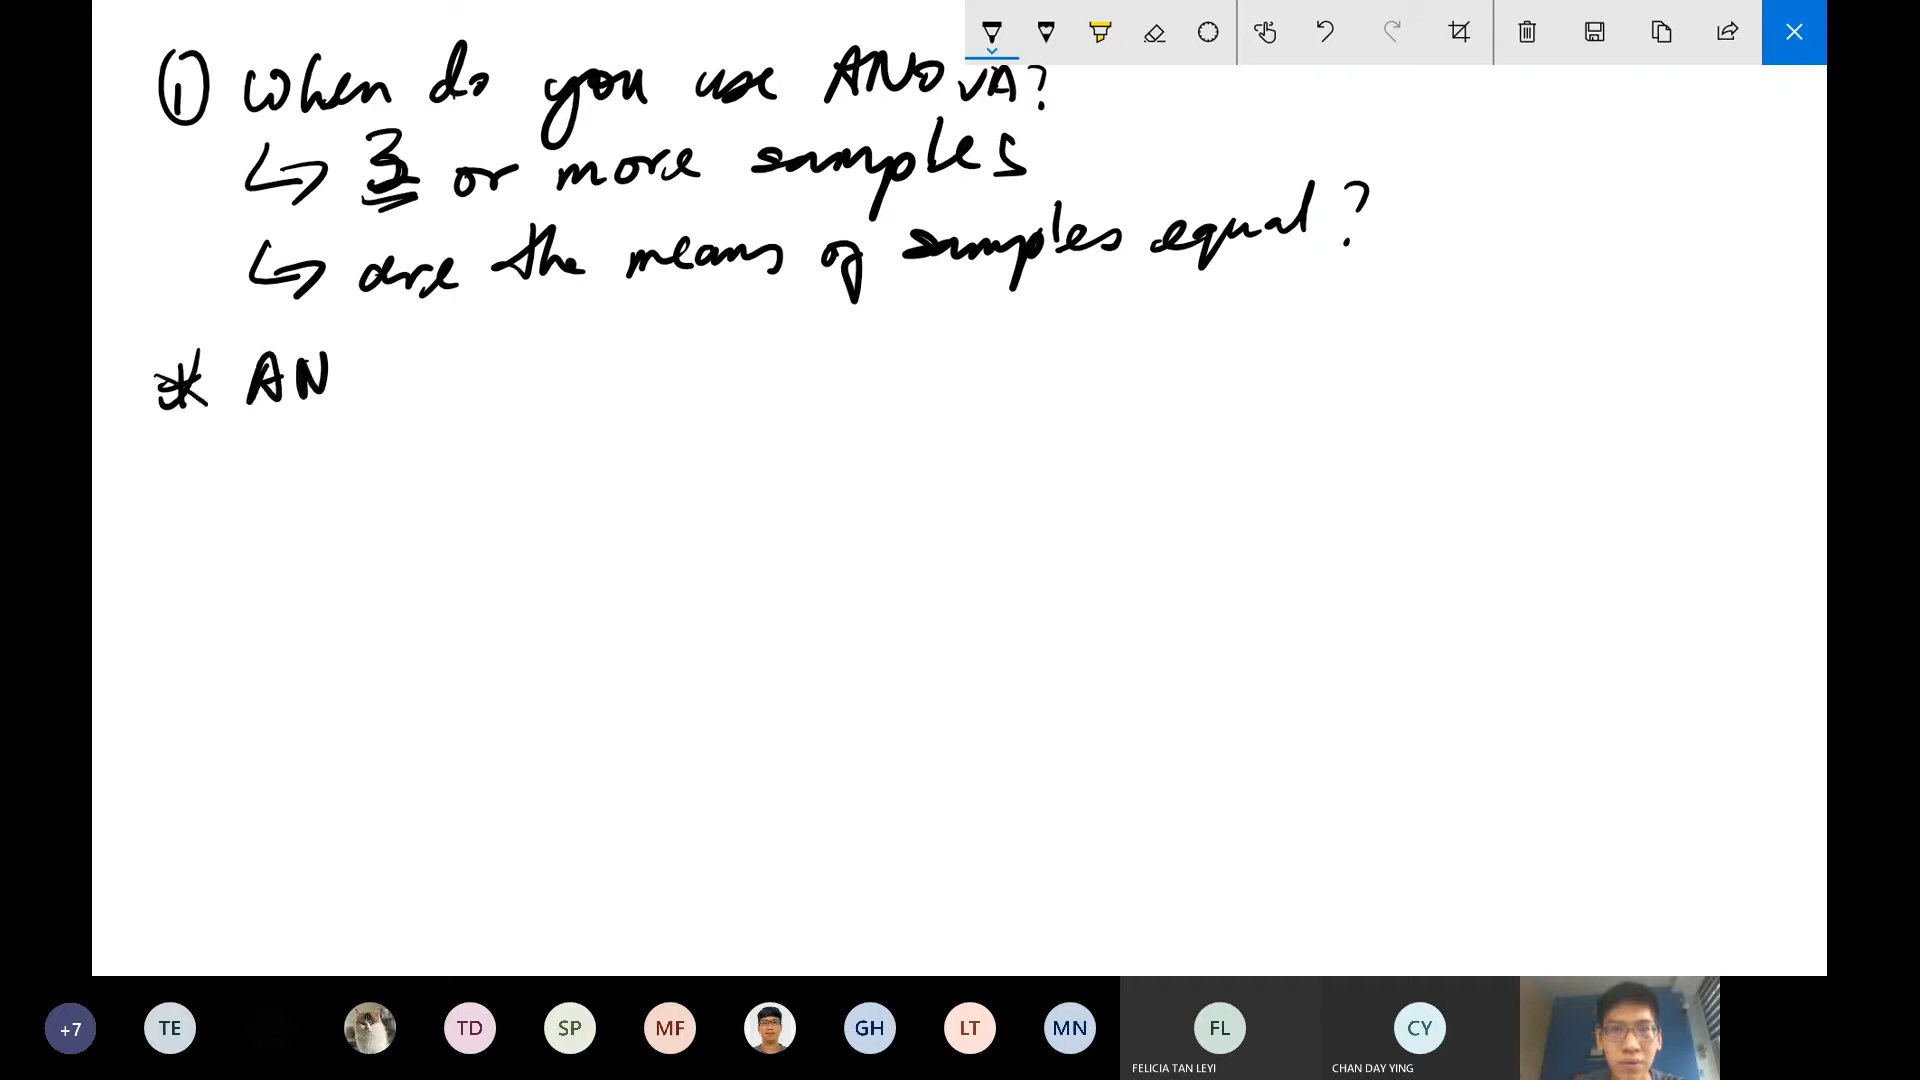 ① When do you use ANOVA?
↳ 3 or more samples
↳ are the means of samples equal?
* AN
+7
TE
TD
SP
MF
GH
LT
MN
FL
CY
FELICIA TAN LEYI
CHAN DAY YING